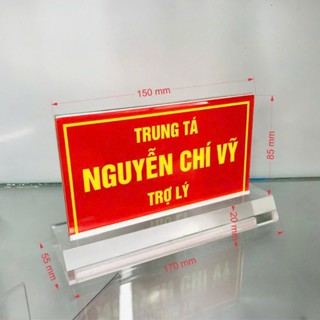 150 mm
TRUNG TÁ
NGUYỄN CHÍ VỸ
TRỢ LÝ
85 mm
20 mm
55 mm
170 mm